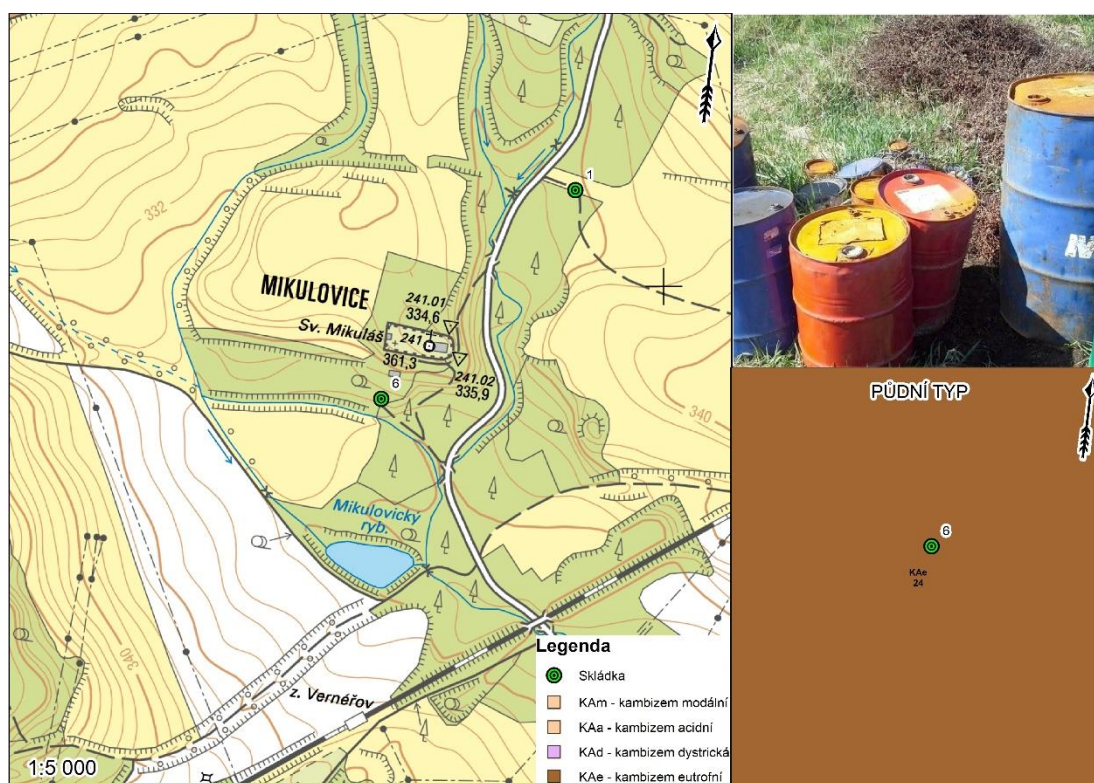 1
332
MIKULOVICE
241.01
334,6
Sv. Mikuláš
241
361,3
241.02
335,9
6
340
Mikulovický
ryb.
340
z. Vernéřov
1:5 000
Legenda
Skládka
KAm - kambizem modální
KAa - kambizem acidní
KAd - kambizem dystrická
KAe - kambizem eutrofní
PŮDNÍ TYP
6
KAe
24